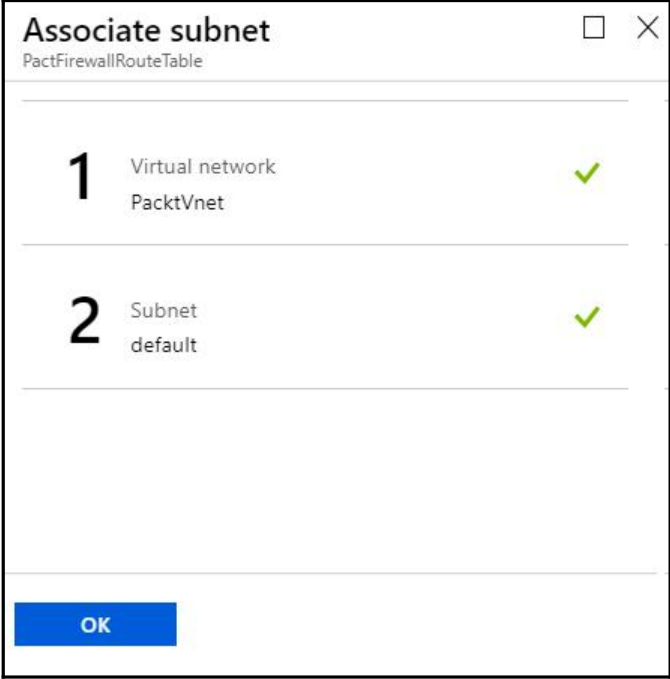 Associate subnet
PactFirewallRouteTable
1
Virtual network
PacktVnet
2
Subnet
default
OK